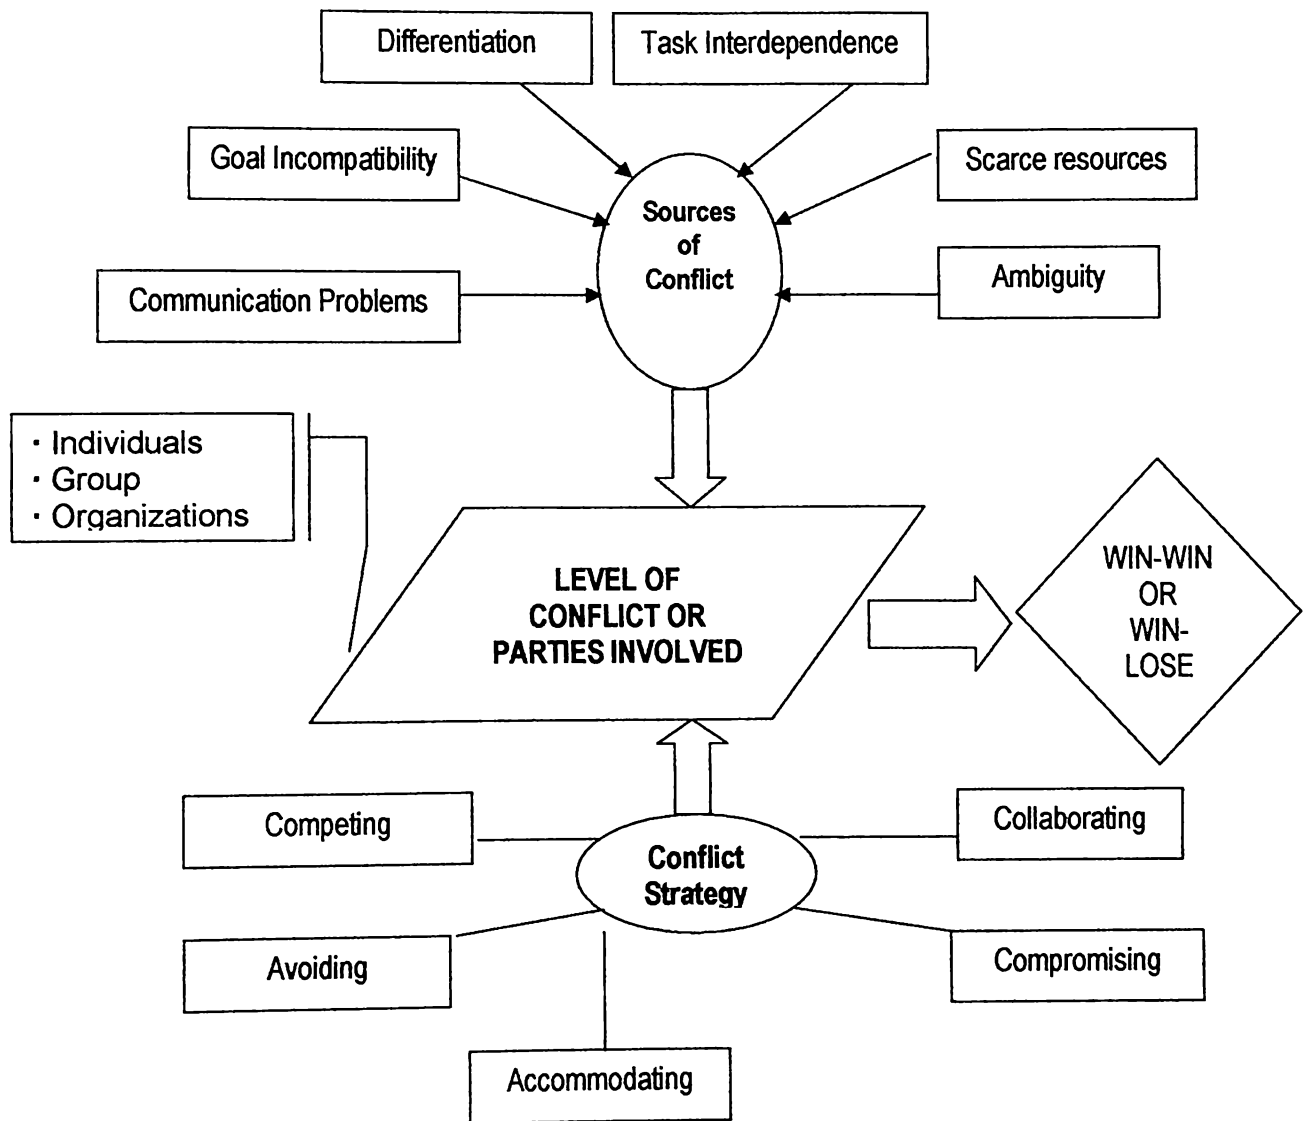 Differentiation
Task Interdependence
Goal Incompatibility
Scarce resources
Sources
of
Conflict
Communication Problems
Ambiguity
· Individuals
· Group
· Organizations
LEVEL OF
CONFLICT OR
PARTIES INVOLVED
WIN-WIN
OR
WIN-
LOSE
Competing
Collaborating
Conflict
Strategy
Avoiding
Compromising
Accommodating